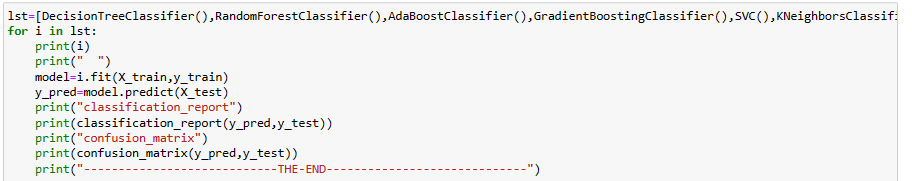 lst=[DecisionTreeClassifier(),RandomForestClassifier(),AdaBoostClassifier(),GradientBoostingClassifier(),SVC(),KNeighborsClassifi
for i in lst:
    print(i)
    print("  ")
    model=i.fit(X_train,y_train)
    y_pred=model.predict(X_test)
    print("classification_report")
    print(classification_report(y_pred,y_test))
    print("confusion_matrix")
    print(confusion_matrix(y_pred,y_test))
    print("----------------------------THE-END-----------------------------")